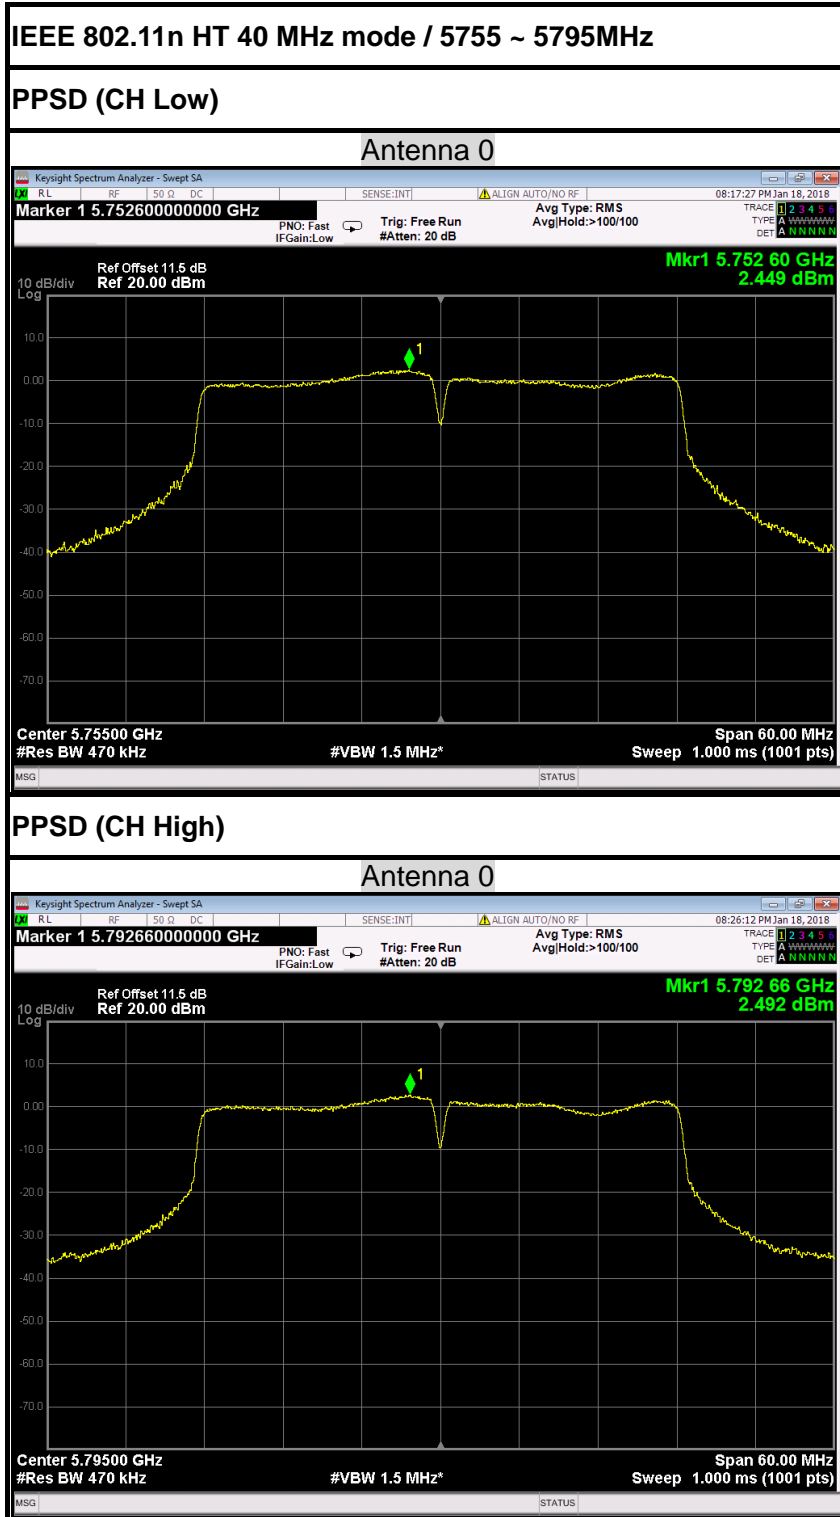 IEEE 802.11n HT 40 MHz mode / 5755 ~ 5795MHz
PPSD (CH Low)
Antenna 0
Keysight Spectrum Analyzer - Swept SA
LXI RL RF 50 Ω DC SENSE:INT ALIGN AUTO/NO RF 08:17:27 PM Jan 18, 2018
Marker 1 5.752600000000 GHz
PNO: Fast
IFGain:Low
Trig: Free Run
#Atten: 20 dB
Avg Type: RMS
Avg|Hold:>100/100
TRACE 1 2 3 4 5 6
TYPE A WWWWW
DET A N N N N N
Mkr1 5.752 60 GHz
2.449 dBm
Ref Offset 11.5 dB
10 dB/div Ref 20.00 dBm
Log
1
10.0
0.00
-10.0
-20.0
-30.0
-40.0
-50.0
-60.0
-70.0
Center 5.75500 GHz Span 60.00 MHz
#Res BW 470 kHz #VBW 1.5 MHz* Sweep 1.000 ms (1001 pts)
MSG STATUS
PPSD (CH High)
Antenna 0
Keysight Spectrum Analyzer - Swept SA
LXI RL RF 50 Ω DC SENSE:INT ALIGN AUTO/NO RF 08:26:12 PM Jan 18, 2018
Marker 1 5.792660000000 GHz
PNO: Fast
IFGain:Low
Trig: Free Run
#Atten: 20 dB
Avg Type: RMS
Avg|Hold:>100/100
TRACE 1 2 3 4 5 6
TYPE A WWWWW
DET A N N N N N
Mkr1 5.792 66 GHz
2.492 dBm
Ref Offset 11.5 dB
10 dB/div Ref 20.00 dBm
Log
1
10.0
0.00
-10.0
-20.0
-30.0
-40.0
-50.0
-60.0
-70.0
Center 5.79500 GHz Span 60.00 MHz
#Res BW 470 kHz #VBW 1.5 MHz* Sweep 1.000 ms (1001 pts)
MSG STATUS